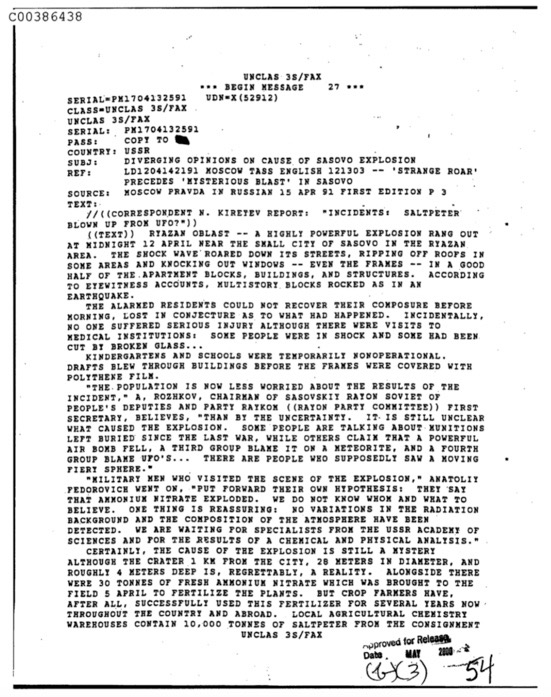 C00386438
UNCLAS 3S/FAX
*** BEGIN MESSAGE 27 ***
SERIAL=PM1704132591 UDN=X(52912)
CLASS=UNCLAS 3S/FAX
UNCLAS 3S/FAX
SERIAL: PM1704132591
PASS: COPY TO
COUNTRY: USSR
SUBJ: DIVERGING OPINIONS ON CAUSE OF SASOVO EXPLOSION
REF: LD1204142191 MOSCOW TASS ENGLISH 121303 -- 'STRANGE ROAR'
PRECEDES 'MYSTERIOUS BLAST' IN SASOVO
SOURCE: MOSCOW PRAVDA IN RUSSIAN 15 APR 91 FIRST EDITION P 3
TEXT:
//((CORRESPONDENT N. KIREYEV REPORT: "INCIDENTS: SALTPETER
BLOWN UP FROM UFO?"))
((TEXT)) RYAZAN OBLAST -- A HIGHLY POWERFUL EXPLOSION RANG OUT
AT MIDNIGHT 12 APRIL NEAR THE SMALL CITY OF SASOVO IN THE RYAZAN
AREA. THE SHOCK WAVE ROARED DOWN ITS STREETS, RIPPING OFF ROOFS IN
SOME AREAS AND KNOCKING OUT WINDOWS -- EVEN THE FRAMES -- IN A GOOD
HALF OF THE APARTMENT BLOCKS, BUILDINGS, AND STRUCTURES. ACCORDING
TO EYEWITNESS ACCOUNTS, MULTISTORY BLOCKS ROCKED AS IN AN
EARTHQUAKE.
THE ALARMED RESIDENTS COULD NOT RECOVER THEIR COMPOSURE BEFORE
MORNING, LOST IN CONJECTURE AS TO WHAT HAD HAPPENED. INCIDENTALLY,
NO ONE SUFFERED SERIOUS INJURY ALTHOUGH THERE WERE VISITS TO
MEDICAL INSTITUTIONS: SOME PEOPLE WERE IN SHOCK AND SOME HAD BEEN
CUT BY BROKEN GLASS...
KINDERGARTENS AND SCHOOLS WERE TEMPORARILY NONOPERATIONAL.
DRAFTS BLEW THROUGH BUILDINGS BEFORE THE FRAMES WERE COVERED WITH
POLYTHENE FILM.
"THE POPULATION IS NOW LESS WORRIED ABOUT THE RESULTS OF THE
INCIDENT," A. ROZHKOV, CHAIRMAN OF SASOVSKIY RAYON SOVIET OF
PEOPLE'S DEPUTIES AND PARTY RAYKOM ((RAYON PARTY COMMITTEE)) FIRST
SECRETARY, BELIEVES, "THAN BY THE UNCERTAINTY. IT IS STILL UNCLEAR
WHAT CAUSED THE EXPLOSION. SOME PEOPLE ARE TALKING ABOUT MUNITIONS
LEFT BURIED SINCE THE LAST WAR, WHILE OTHERS CLAIM THAT A POWERFUL
AIR BOMB FELL, A THIRD GROUP BLAME IT ON A METEORITE, AND A FOURTH
GROUP BLAME UFO'S... THERE ARE PEOPLE WHO SUPPOSEDLY SAW A MOVING
FIERY SPHERE."
"MILITARY MEN WHO VISITED THE SCENE OF THE EXPLOSION," ANATOLIY
FEDOROVICH WENT ON, "PUT FORWARD THEIR OWN HYPOTHESIS: THEY SAY
THAT AMMONIUM NITRATE EXPLODED. WE DO NOT KNOW WHOM AND WHAT TO
BELIEVE. ONE THING IS REASSURING: NO VARIATIONS IN THE RADIATION
BACKGROUND AND THE COMPOSITION OF THE ATMOSPHERE HAVE BEEN
DETECTED. WE ARE WAITING FOR SPECIALISTS FROM THE USSR ACADEMY OF
SCIENCES AND FOR THE RESULTS OF A CHEMICAL AND PHYSICAL ANALYSIS."
CERTAINLY, THE CAUSE OF THE EXPLOSION IS STILL A MYSTERY
ALTHOUGH THE CRATER 1 KM FROM THE CITY, 28 METERS IN DIAMETER, AND
ROUGHLY 4 METERS DEEP IS, REGRETTABLY, A REALITY. ALONGSIDE THERE
WERE 30 TONNES OF FRESH AMMONIUM NITRATE WHICH WAS BROUGHT TO THE
FIELD 5 APRIL TO FERTILIZE THE PLANTS. BUT CROP FARMERS HAVE,
AFTER ALL, SUCCESSFULLY USED THIS FERTILIZER FOR SEVERAL YEARS NOW
THROUGHOUT THE COUNTRY AND ABROAD. LOCAL AGRICULTURAL CHEMISTRY
WAREHOUSES CONTAIN 10,000 TONNES OF SALTPETER FROM THE CONSIGNMENT
UNCLAS 3S/FAX
Approved for Release
Date MAY
(b)(3)
54